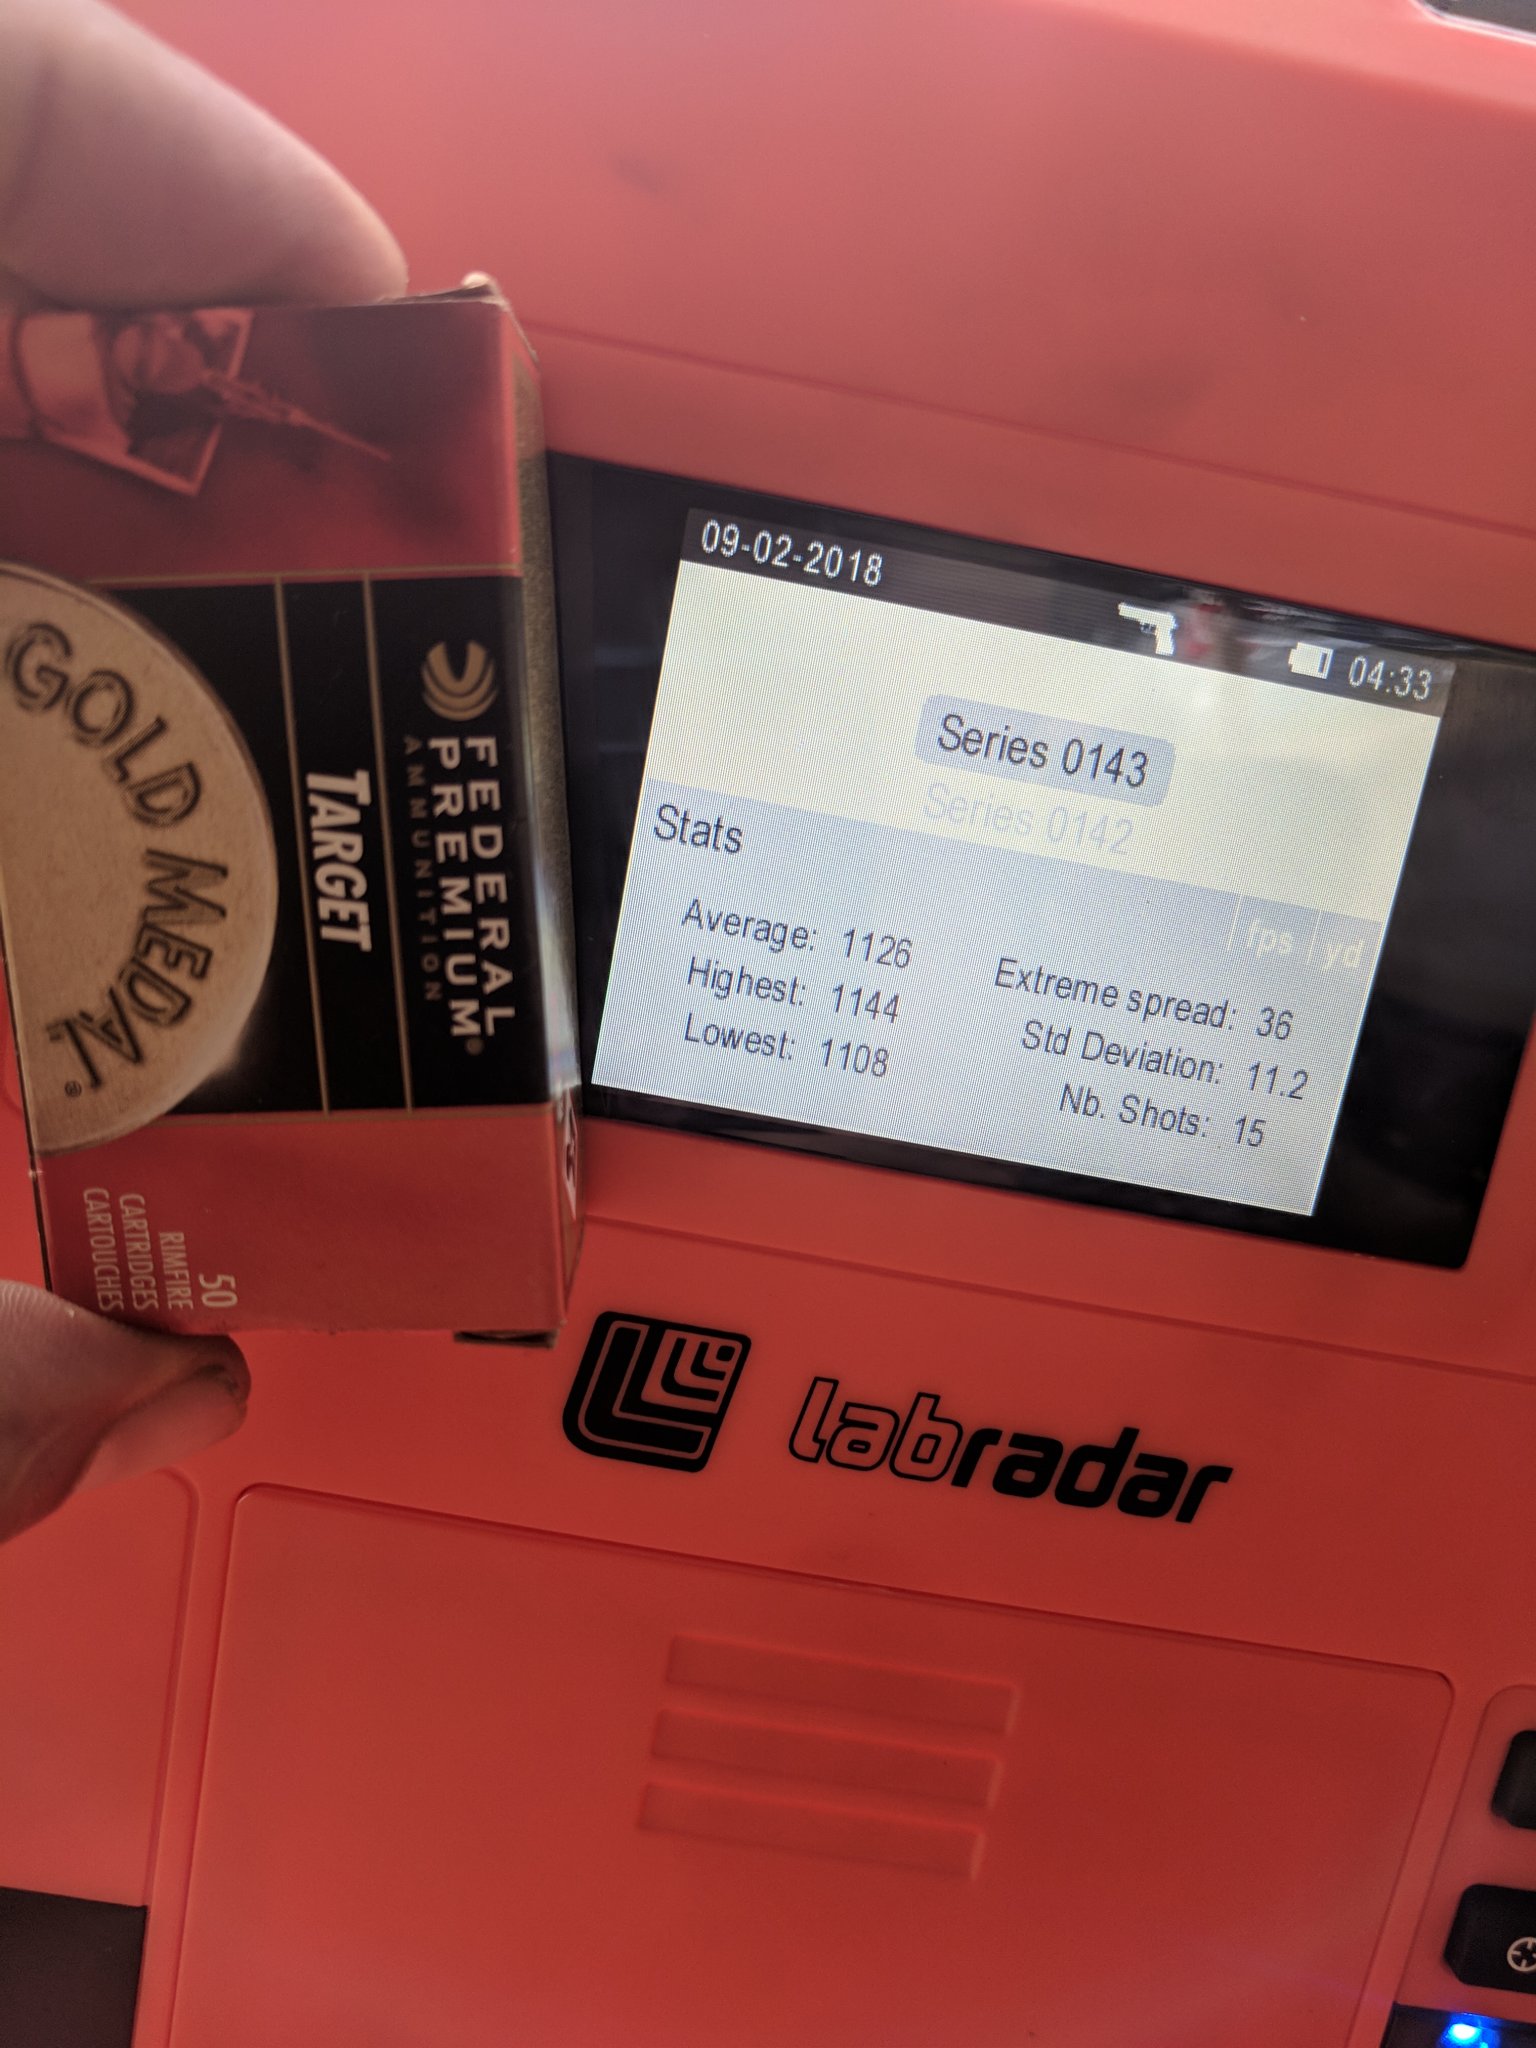 GOLD MEDAL®
TARGET
FEDERAL
PREMIUM®
AMMUNITION
50
RIMFIRE
CARTRIDGES
CARTOUCHES
09-02-2018
04:33
Series 0143
Series 0142
Stats
fps yd
Average: 1126
Highest: 1144
Lowest: 1108
Extreme spread: 36
Std Deviation: 11.2
Nb. Shots: 15
labradar